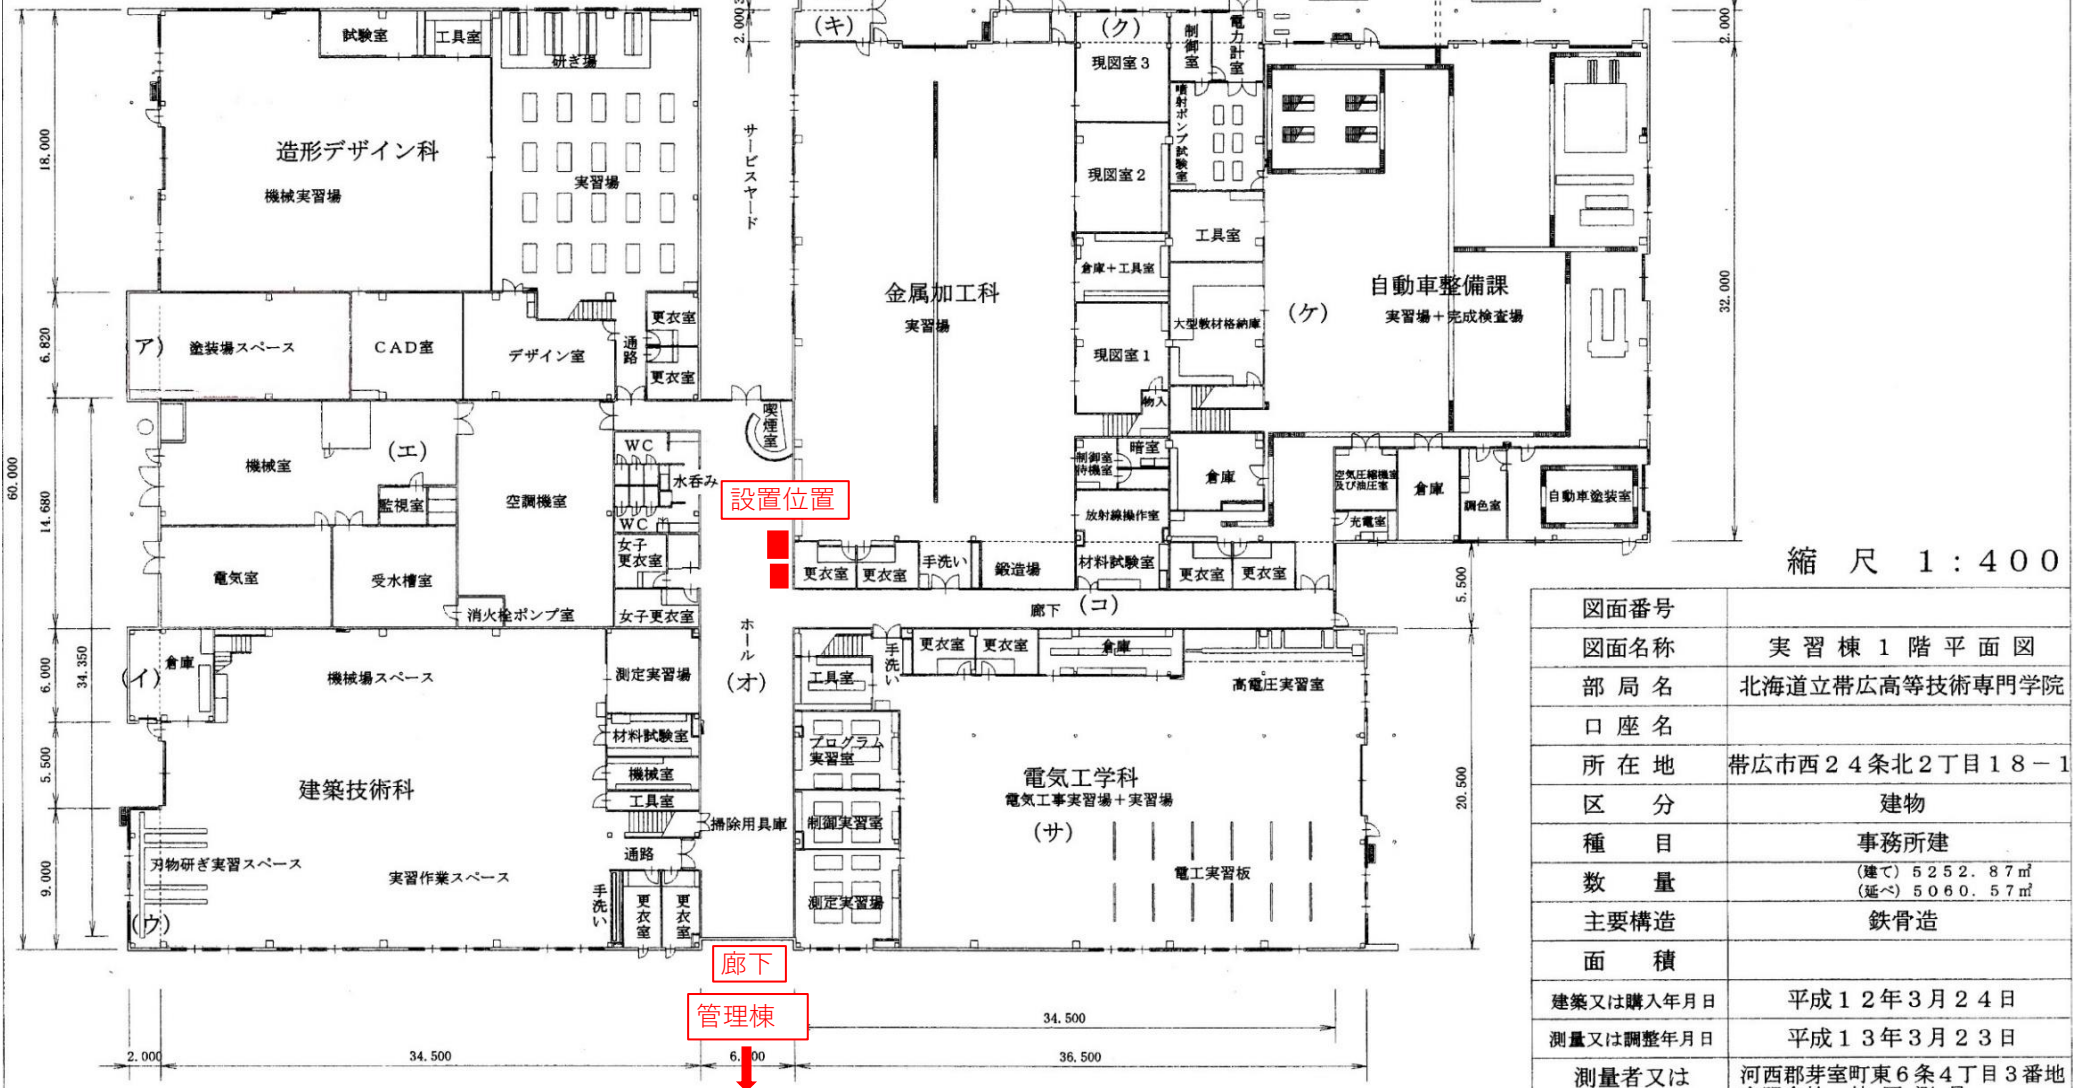 試験室
工具室
研ぎ場
造形デザイン科
機械実習場
実習場
サービスヤード
(キ)
(ク)
制御室
電力計室
現図室3
噴射ポンプ試験室
現図室2
工具室
倉庫+工具室
金属加工科
実習場
大型教材格納庫
(ケ)
自動車整備課
実習場+完成検査場
現図室1
物入
(ア)
塗装場スペース
CAD室
デザイン室
通路
更衣室
更衣室
喫煙室
機械室
(エ)
監視室
空調機室
WC
水呑み
WC
女子
更衣室
女子更衣室
設置位置
制御室
待機室
暗室
倉庫
放射線操作室
材料試験室
空気圧縮機室
及び油圧室
倉庫
調色室
自動車塗装室
充電室
電気室
受水槽室
消火栓ポンプ室
更衣室
更衣室
手洗い
鍛造場
更衣室
更衣室
廊下
(コ)
(イ)
倉庫
機械場スペース
測定実習場
ホール
(オ)
工具室
手洗い
更衣室
更衣室
倉庫
高電圧実習室
材料試験室
機械室
工具室
プログラム
実習室
建築技術科
電気工学科
電気工事実習場+実習場
(サ)
掃除用具庫
制御実習室
通路
刃物研ぎ実習スペース
実習作業スペース
手洗い
更衣室
更衣室
測定実習場
電工実習板
(ウ)
廊下
管理棟
60.000
18.000
6.820
14.680
34.350
6.000
5.500
9.000
2.000
2.000
32.000
5.500
20.500
34.500
2.000
34.500
36.500
縮尺 1:400
図面番号
図面名称 実習棟1階平面図
部局名 北海道立帯広高等技術専門学院
口座名
所在地 帯広市西24条北2丁目18-1
区分 建物
種目 事務所建
数量 (建て) 5252.87㎡
(延べ) 5060.57㎡
主要構造 鉄骨造
面積
建築又は購入年月日 平成12年3月24日
測量又は調整年月日 平成13年3月23日
測量者又は 河西郡芽室町東6条4丁目3番地